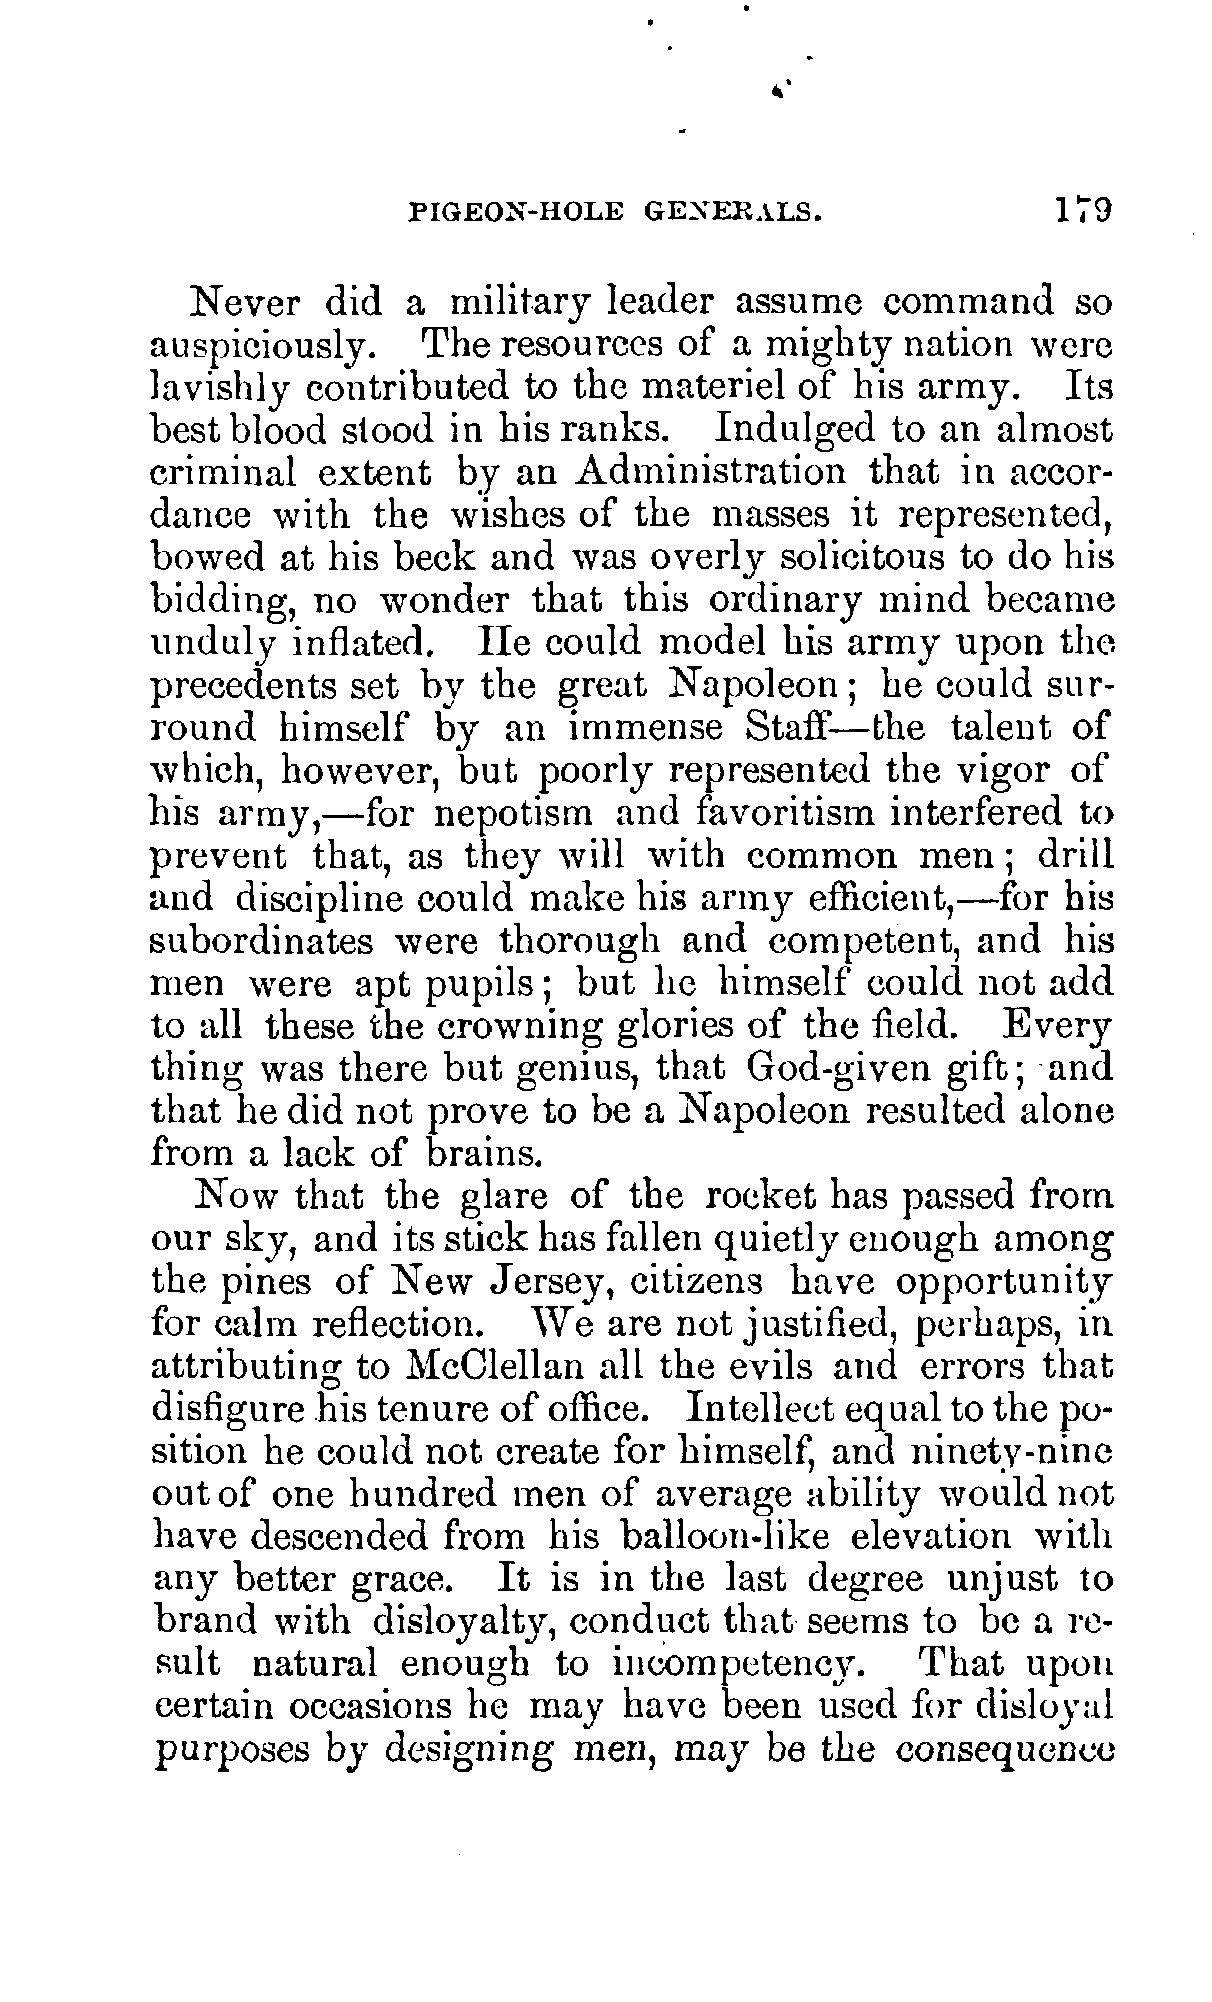 PIGEON-HOLE GENERALS. 179
Never did a military leader assume command so
auspiciously. The resources of a mighty nation were
lavishly contributed to the materiel of his army. Its
best blood stood in his ranks. Indulged to an almost
criminal extent by an Administration that in accor-
dance with the wishes of the masses it represented,
bowed at his beck and was overly solicitous to do his
bidding, no wonder that this ordinary mind became
unduly inflated. He could model his army upon the
precedents set by the great Napoleon; he could sur-
round himself by an immense Staff—the talent of
which, however, but poorly represented the vigor of
his army,—for nepotism and favoritism interfered to
prevent that, as they will with common men; drill
and discipline could make his army efficient,—for his
subordinates were thorough and competent, and his
men were apt pupils; but he himself could not add
to all these the crowning glories of the field. Every
thing was there but genius, that God-given gift; and
that he did not prove to be a Napoleon resulted alone
from a lack of brains.
Now that the glare of the rocket has passed from
our sky, and its stick has fallen quietly enough among
the pines of New Jersey, citizens have opportunity
for calm reflection. We are not justified, perhaps, in
attributing to McClellan all the evils and errors that
disfigure his tenure of office. Intellect equal to the po-
sition he could not create for himself, and ninety-nine
out of one hundred men of average ability would not
have descended from his balloon-like elevation with
any better grace. It is in the last degree unjust to
brand with disloyalty, conduct that seems to be a re-
sult natural enough to incompetency. That upon
certain occasions he may have been used for disloyal
purposes by designing men, may be the consequence